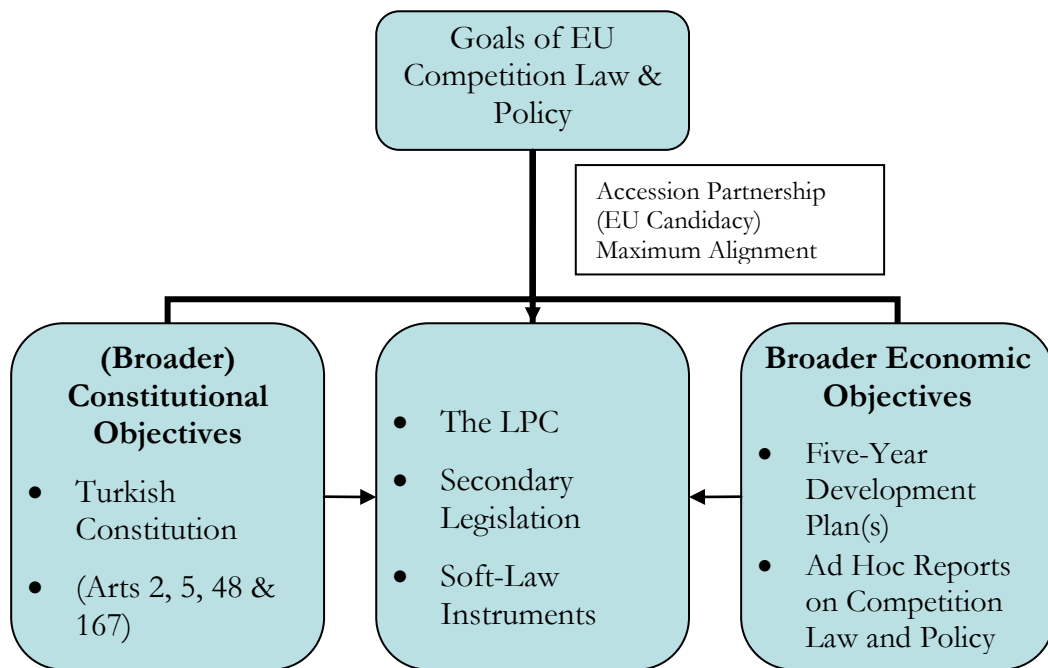 Goals of EU
Competition Law &
Policy
Accession Partnership
(EU Candidacy)
Maximum Alignment
(Broader)
Constitutional
Objectives
• Turkish
Constitution
• (Arts 2, 5, 48 &
167)
• The LPC
• Secondary
Legislation
• Soft-Law
Instruments
Broader Economic
Objectives
• Five-Year
Development
Plan(s)
• Ad Hoc Reports
on Competition
Law and Policy